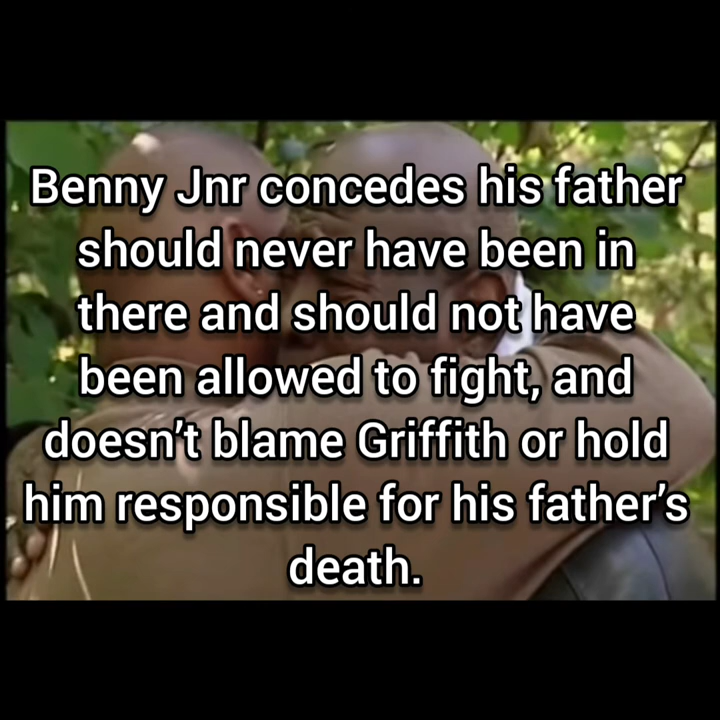 Benny Jnr concedes his father
should never have been in
there and should not have
been allowed to fight, and
doesn't blame Griffith or hold
him responsible for his father's
death.